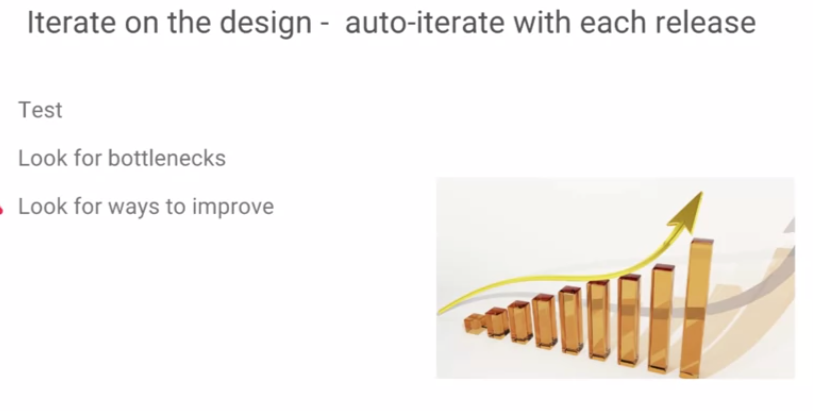 Iterate on the design - auto-iterate with each release
Test
Look for bottlenecks
Look for ways to improve